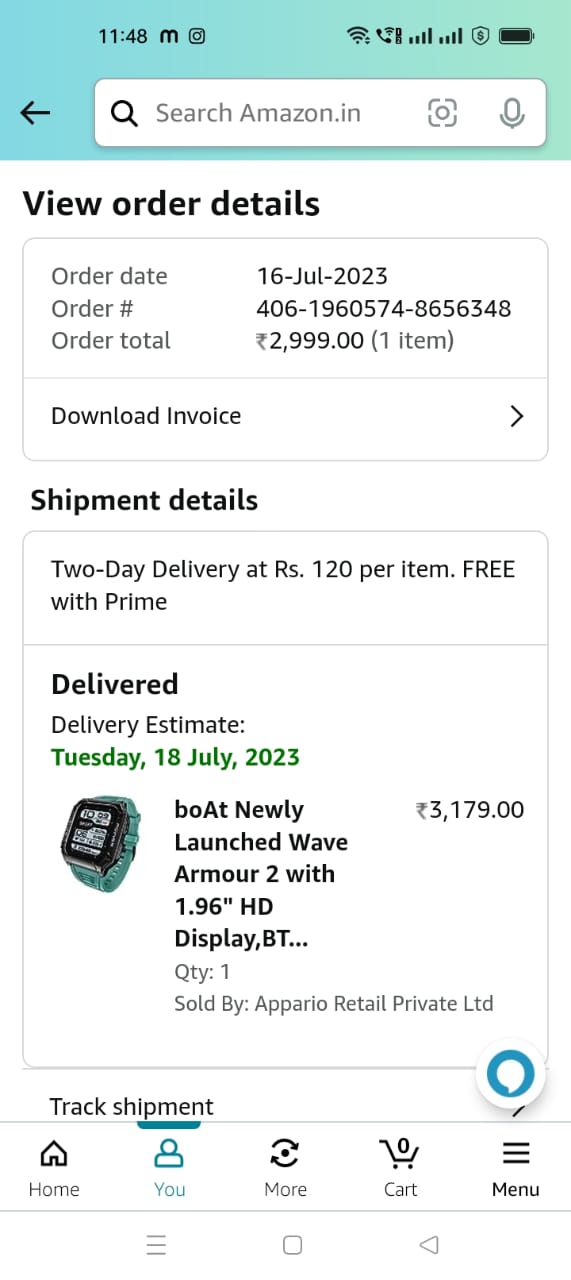 11:48
Search Amazon.in
View order details
Order date 16-Jul-2023
Order # 406-1960574-8656348
Order total ₹2,999.00 (1 item)
Download Invoice
Shipment details
Two-Day Delivery at Rs. 120 per item. FREE
with Prime
Delivered
Delivery Estimate:
Tuesday, 18 July, 2023
boAt Newly ₹3,179.00
Launched Wave
Armour 2 with
1.96" HD
Display,BT...
Qty: 1
Sold By: Appario Retail Private Ltd
Track shipment
0
Home You More Cart Menu